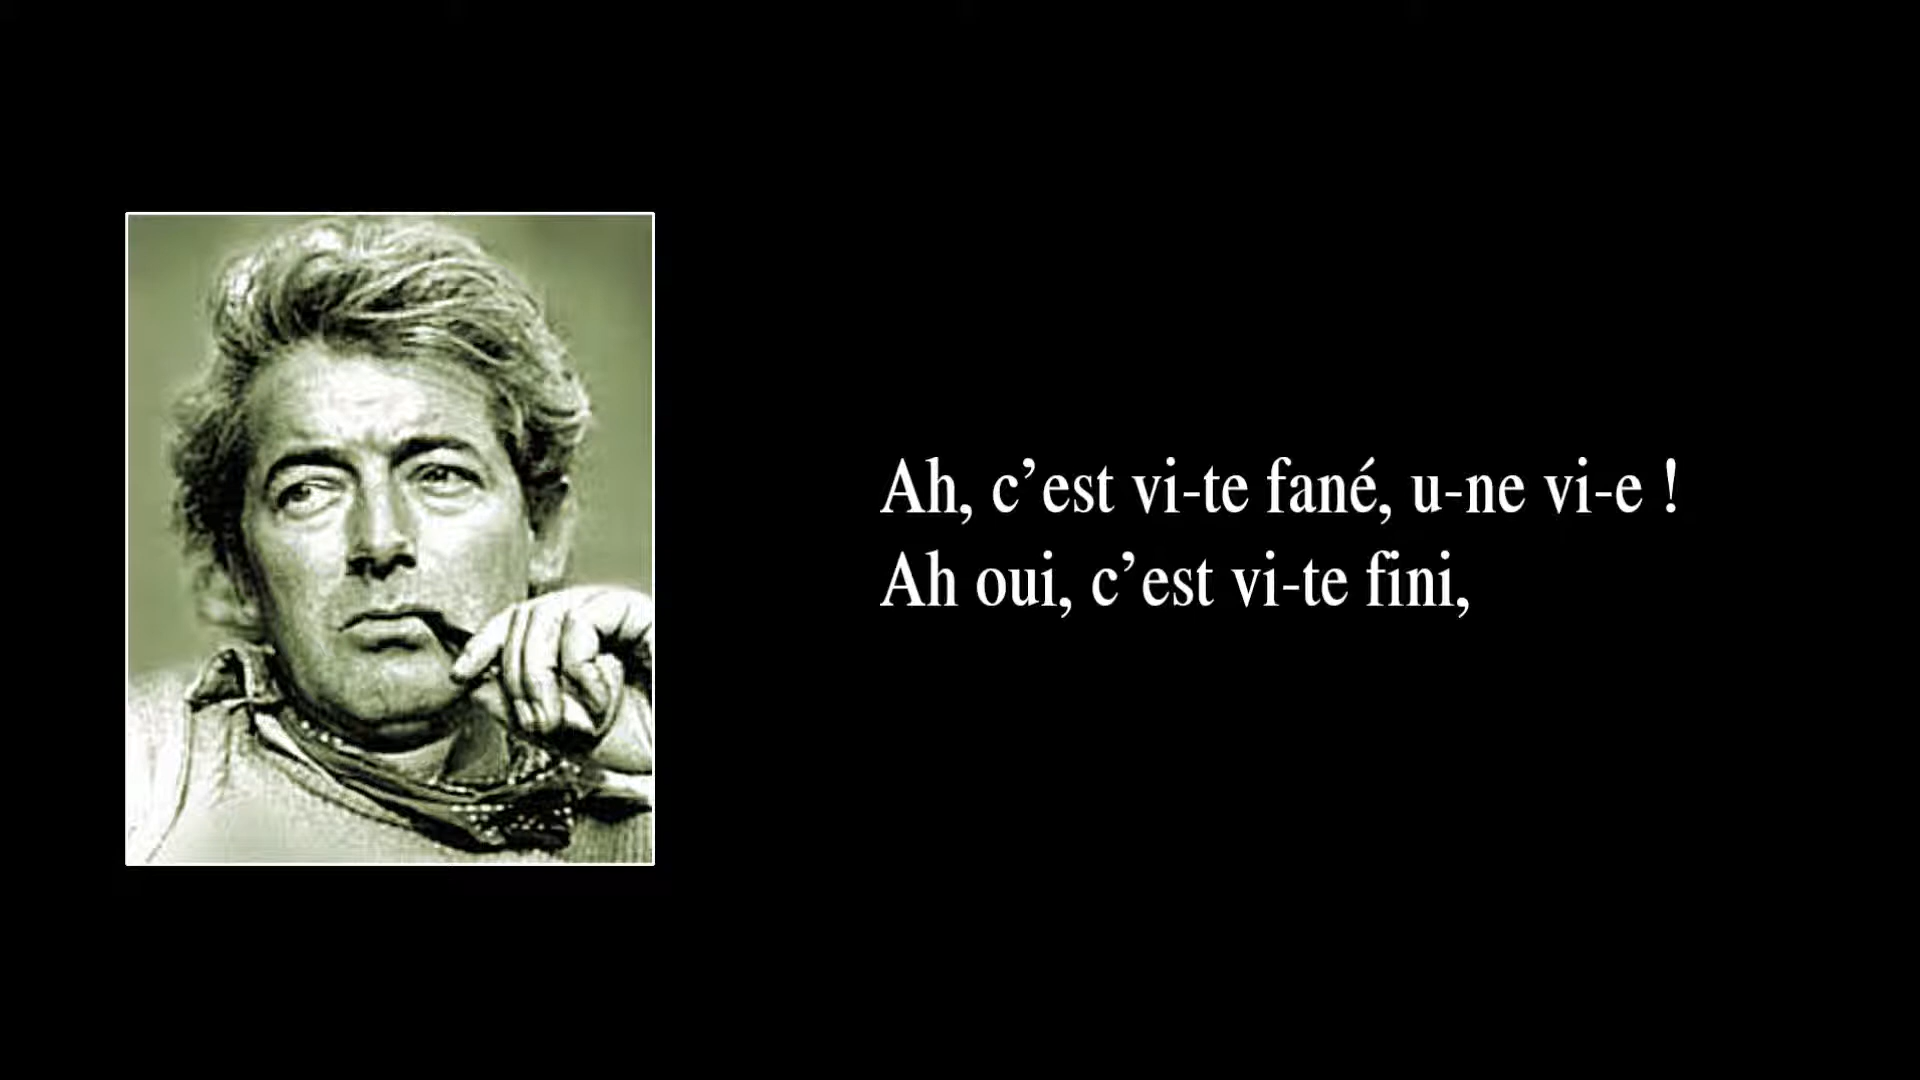 Ah, c’est vi-te fané, u-ne vi-e !
Ah oui, c’est vi-te fini,